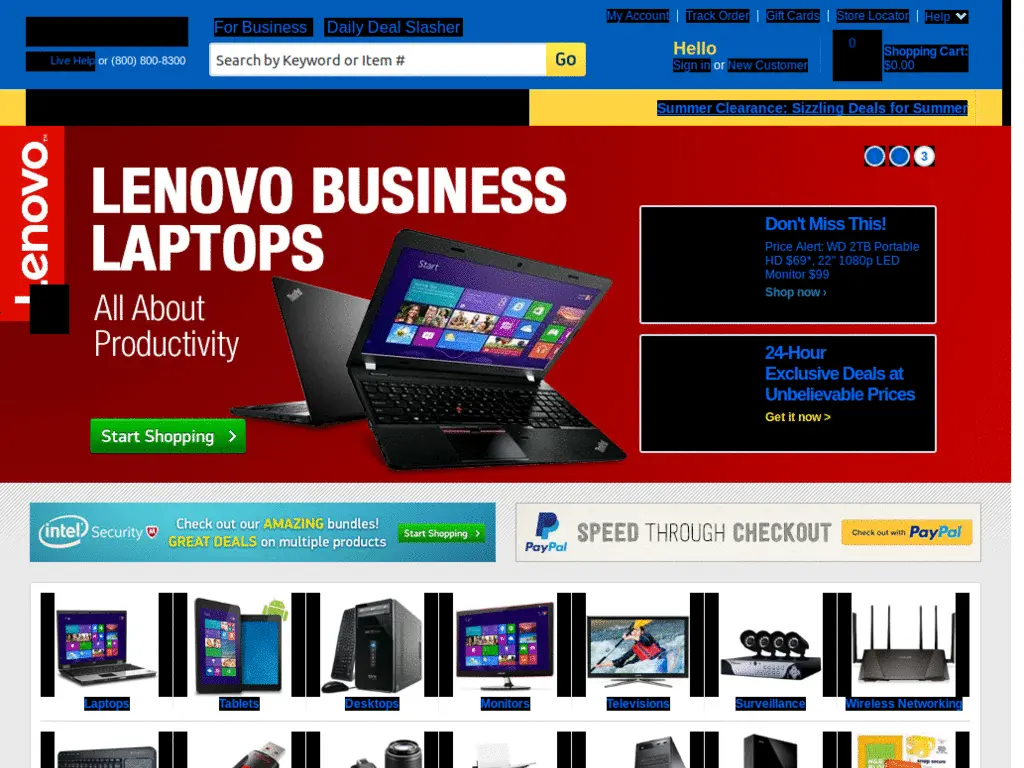 For Business
Daily Deal Slasher
My Account | Track Order | Gift Cards | Store Locator | Help
Live Help or (800) 800-8300
Search by Keyword or Item #
GO
Hello
Sign in or New Customer
0
Shopping Cart:
$0.00
Summer Clearance: Sizzling Deals for Summer
Lenovo
LENOVO BUSINESS
LAPTOPS
All About
Productivity
Start Shopping
3
Start
Don't Miss This!
Price Alert: WD 2TB Portable
HD $69*, 22" 1080p LED
Monitor $99
Shop now ›
24-Hour
Exclusive Deals at
Unbelievable Prices
Get it now >
ThinkPad
ThinkPad
intel Security
Check out our AMAZING bundles!
GREAT DEALS on multiple products
Start Shopping
PayPal
SPEED THROUGH CHECKOUT
Check out with PayPal
Laptops
Tablets
Desktops
Monitors
Televisions
Surveillance
Wireless Networking